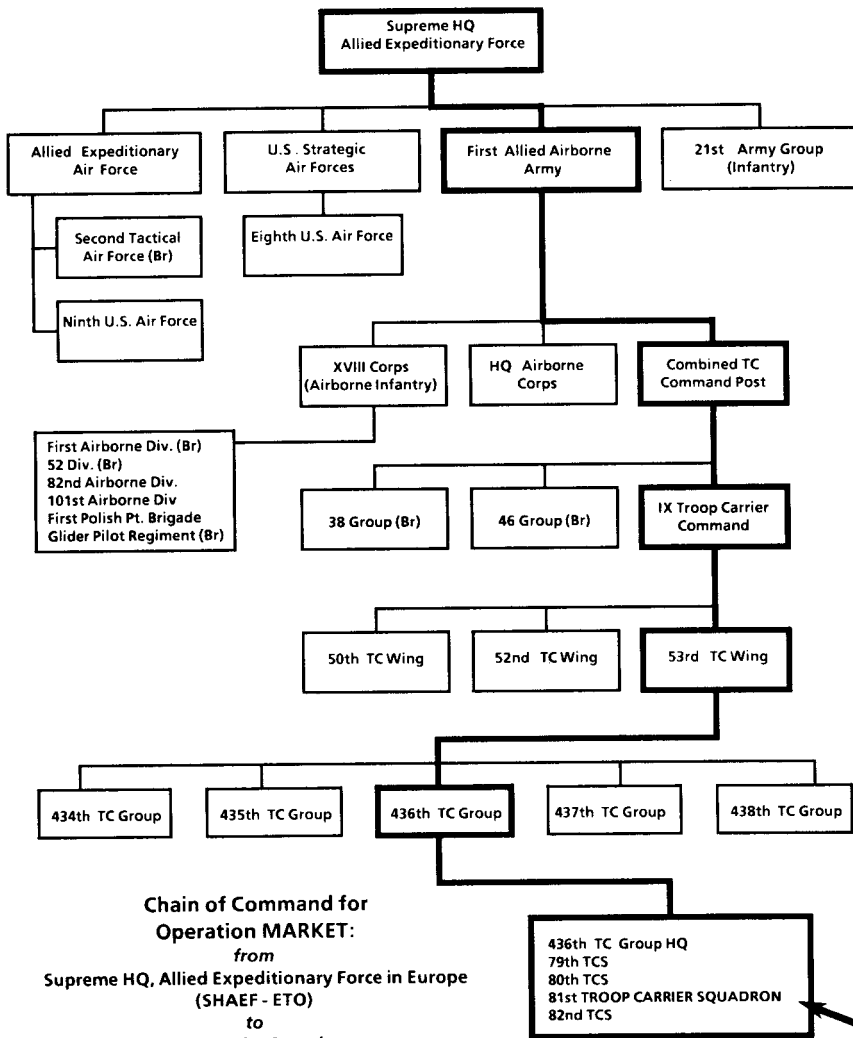 Supreme HQ
Allied Expeditionary Force
Allied Expeditionary
Air Force
U.S. Strategic
Air Forces
First Allied Airborne
Army
21st Army Group
(Infantry)
Second Tactical
Air Force (Br)
Eighth U.S. Air Force
Ninth U.S. Air Force
XVIII Corps
(Airborne Infantry)
HQ Airborne
Corps
Combined TC
Command Post
First Airborne Div. (Br)
52 Div. (Br)
82nd Airborne Div.
101st Airborne Div
First Polish Pt. Brigade
Glider Pilot Regiment (Br)
38 Group (Br)
46 Group (Br)
IX Troop Carrier
Command
50th TC Wing
52nd TC Wing
53rd TC Wing
434th TC Group
435th TC Group
436th TC Group
437th TC Group
438th TC Group
Chain of Command for
Operation MARKET:
from
Supreme HQ, Allied Expeditionary Force in Europe
(SHAEF - ETO)
to
436th TC Group HQ
79th TCS
80th TCS
81st TROOP CARRIER SQUADRON
82nd TCS